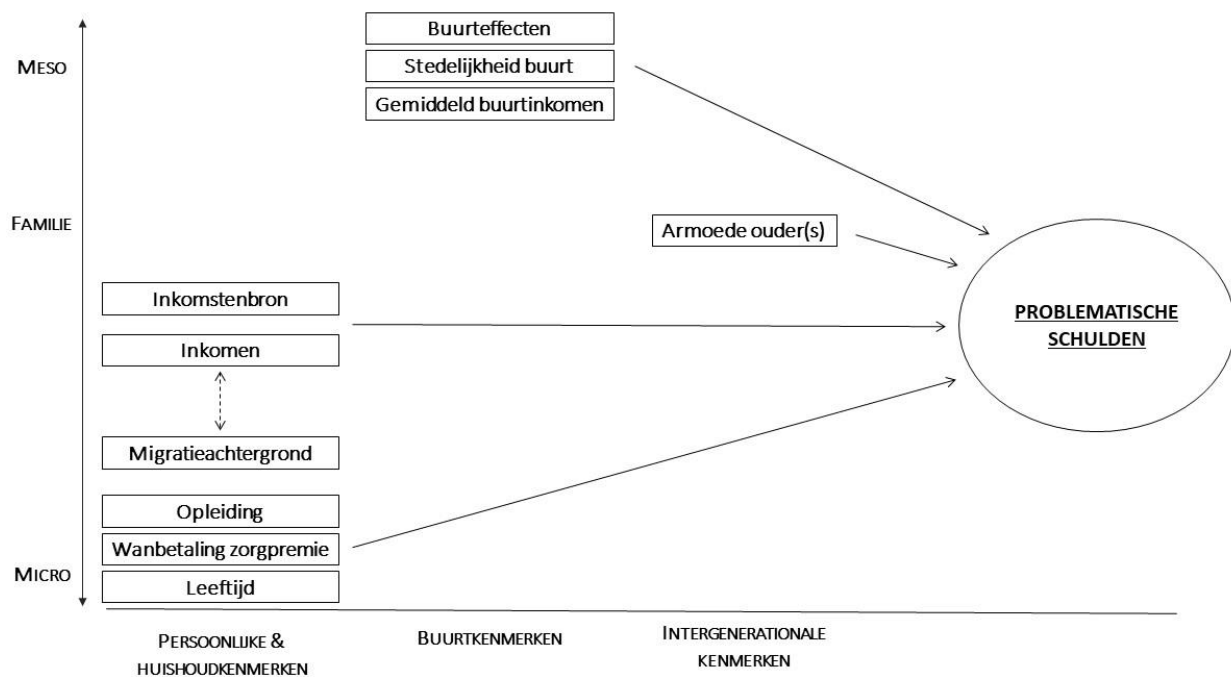 Buurteffecten
MESO
Stedelijkheid buurt
Gemiddeld buurtinkomen
FAMILIE
Armoede ouder(s)
Inkomstenbron
Inkomen
PROBLEMATISCHE
SCHULDEN
Migratieachtergrond
Opleiding
Wanbetaling zorgpremie
MICRO
Leeftijd
PERSOONLIJKE &
HUISHOUDKENMERKEN
BUURTKENMERKEN
INTERGENERATIONALE
KENMERKEN